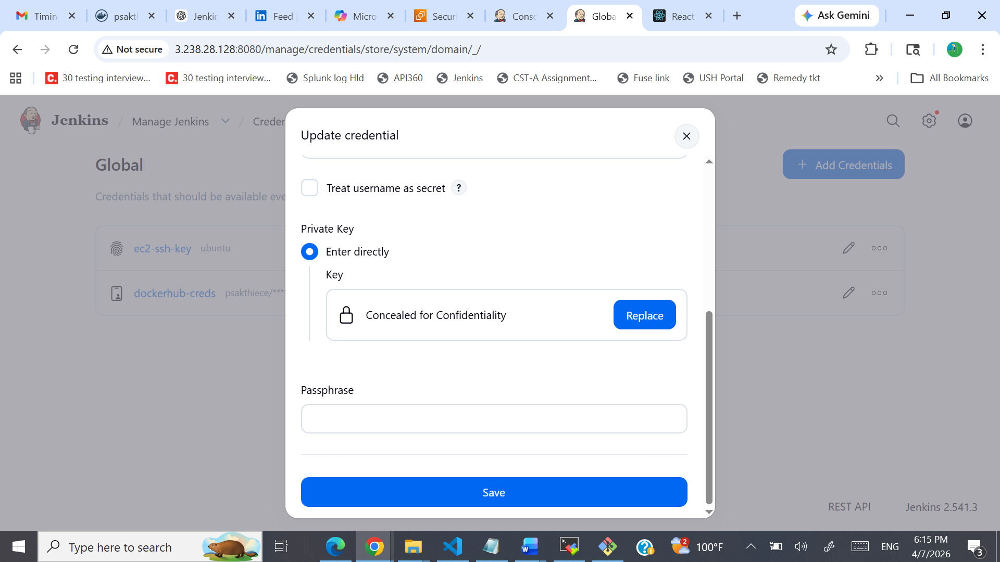 Timin
psakt
Jenkin
Feed
Micro
Securi
Conso
Globa
React
Ask Gemini
Not secure
3.238.28.128:8080/manage/credentials/store/system/domain/_/
30 testing interview...
30 testing interview...
Splunk log Hld
API360
Jenkins
CST-A Assignment...
Fuse link
USH Portal
Remedy tkt
»
All Bookmarks
Jenkins / Manage Jenkins / Creden
Global
+ Add Credentials
Credentials that should be available eve
ec2-ssh-key ubuntu
dockerhub-creds psakthiece/***
Update credential
Treat username as secret ?
Private Key
Enter directly
Key
Concealed for Confidentiality
Replace
Passphrase
Save
REST API
Jenkins 2.541.3
Type here to search
2
100°F
ENG
6:15 PM
4/7/2026
3